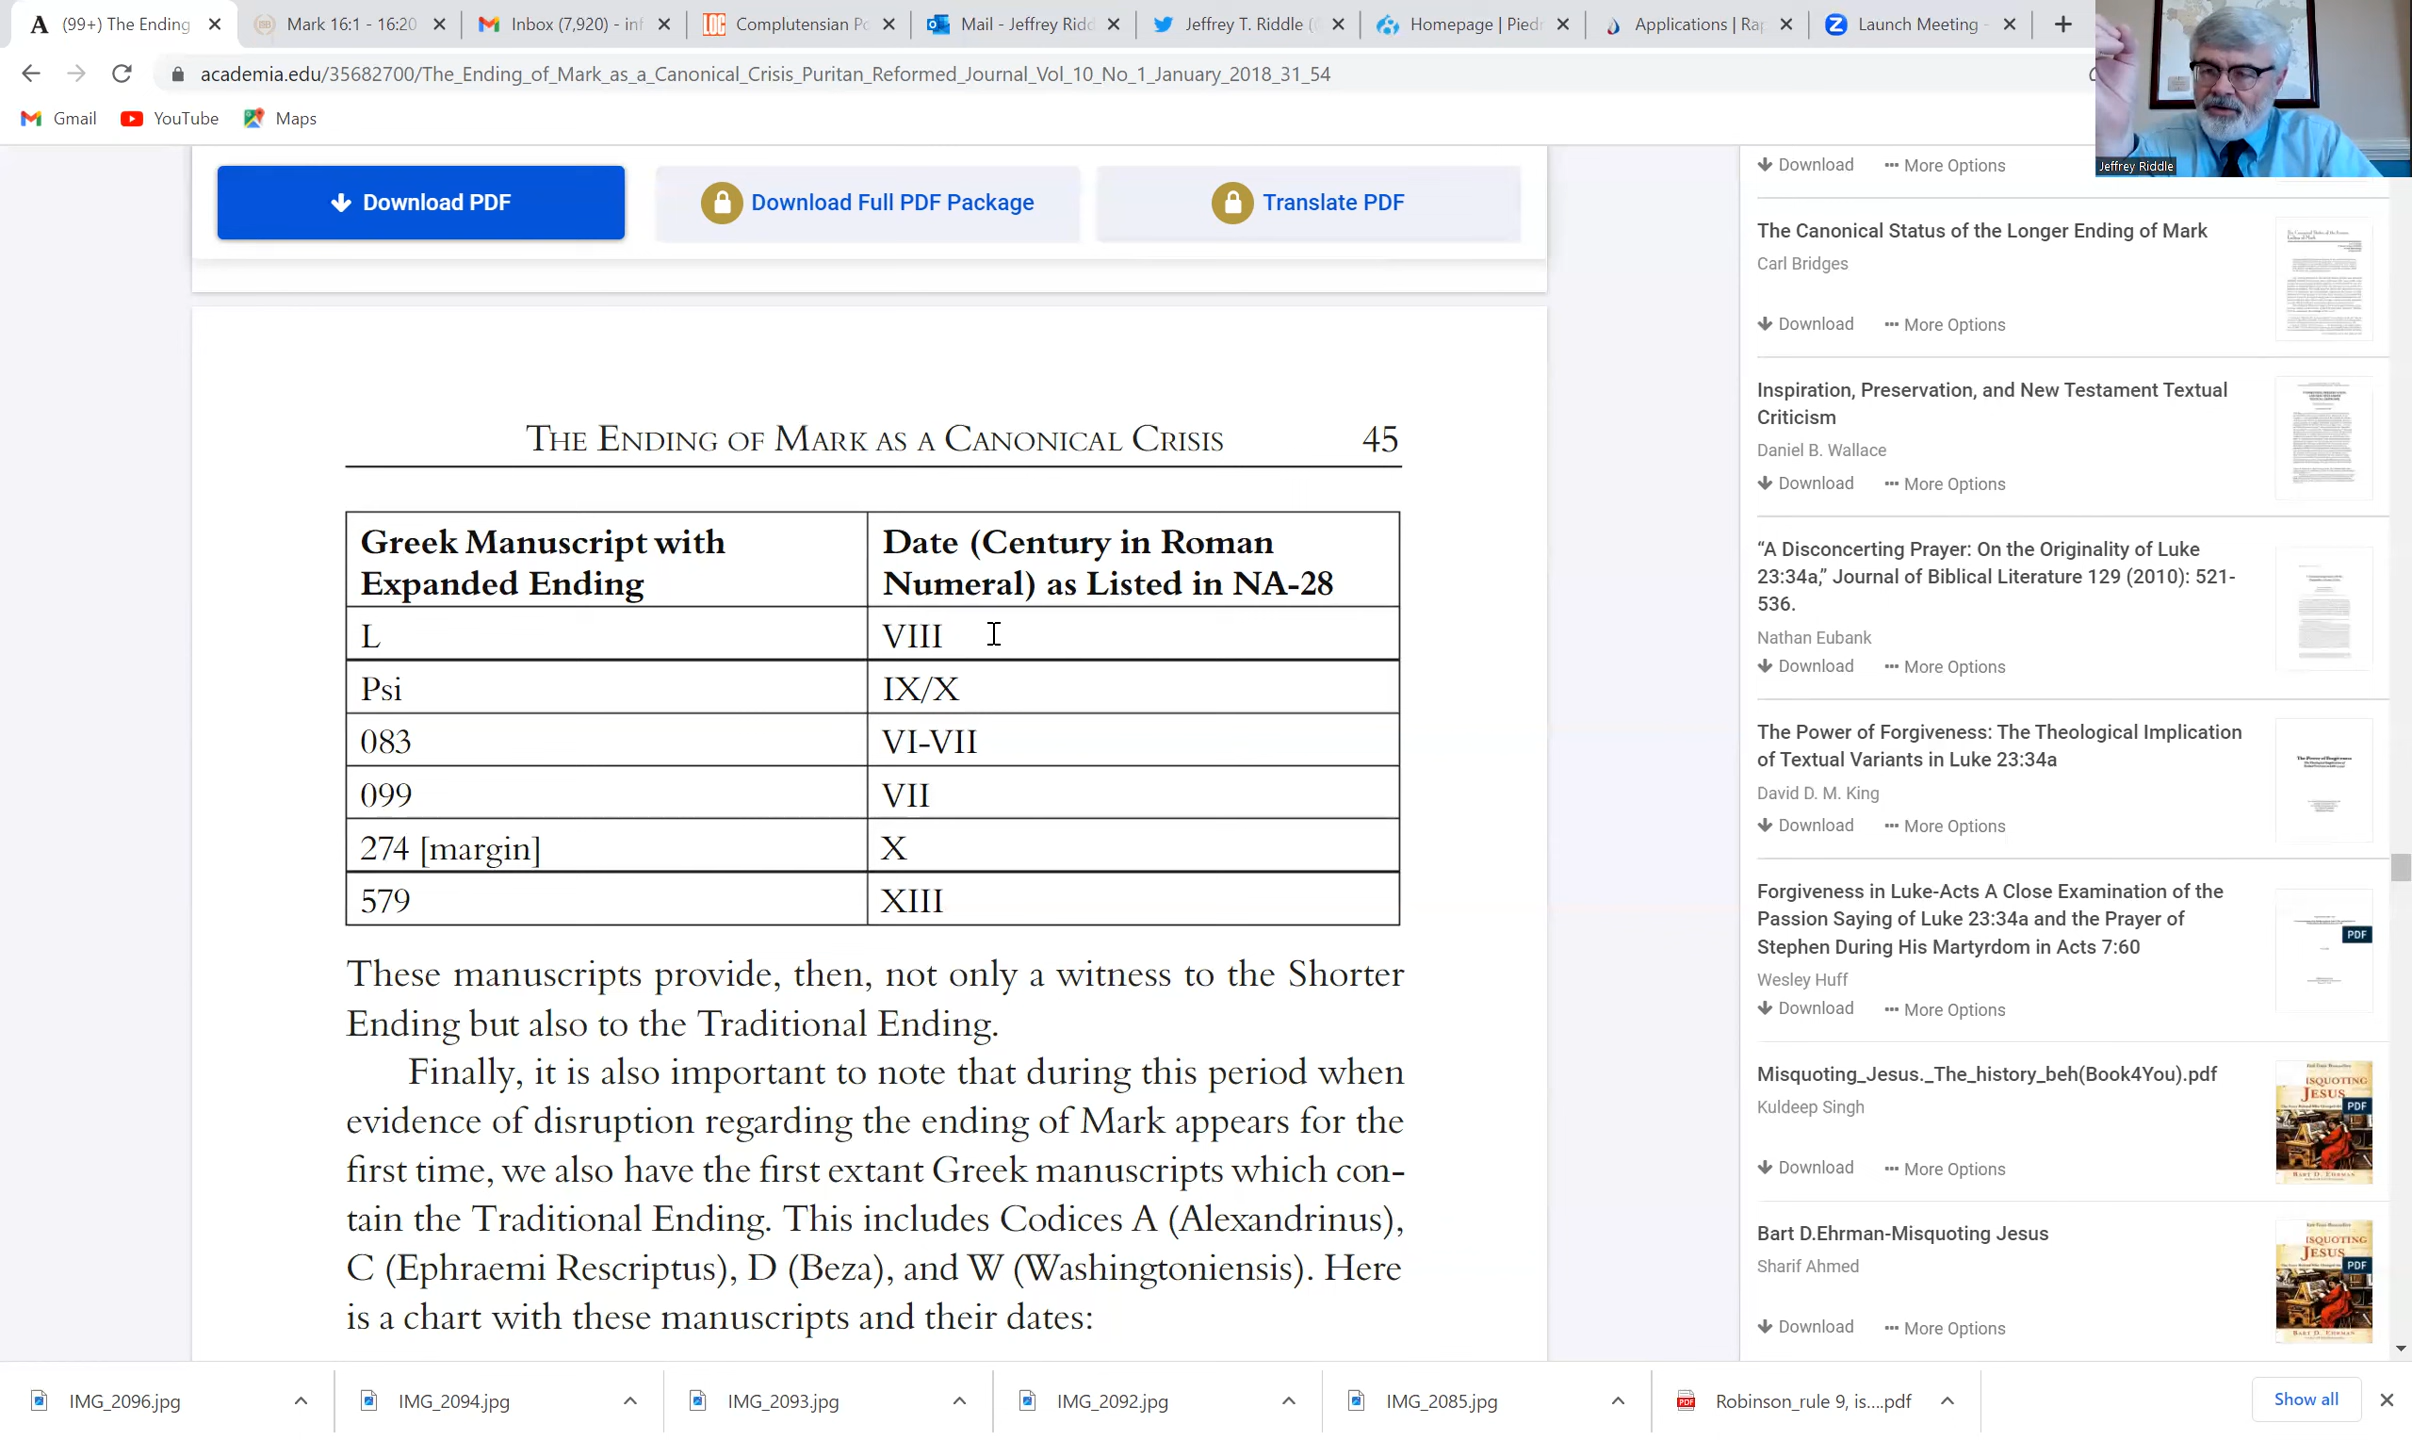 (99+) The Ending
Mark 16:1 - 16:20
Inbox (7,920) - inf
Complutensian Po
Mail - Jeffrey Ridd
Jeffrey T. Riddle (
Homepage | Pied
Applications | Ra
Launch Meeting -
academia.edu/35682700/The_Ending_of_Mark_as_a_Canonical_Crisis_Puritan_Reformed_Journal_Vol_10_No_1_January_2018_31_54
Gmail
YouTube
Maps
Jeffrey Riddle
Download PDF
Download Full PDF Package
Translate PDF
THE ENDING OF MARK AS A CANONICAL CRISIS 45
Greek Manuscript with
Expanded Ending
Date (Century in Roman
Numeral) as Listed in NA-28
L VIII
Psi IX/X
083 VI-VII
099 VII
274 [margin] X
579 XIII
These manuscripts provide, then, not only a witness to the Shorter
Ending but also to the Traditional Ending.
Finally, it is also important to note that during this period when
evidence of disruption regarding the ending of Mark appears for the
first time, we also have the first extant Greek manuscripts which con-
tain the Traditional Ending. This includes Codices A (Alexandrinus),
C (Ephraemi Rescriptus), D (Beza), and W (Washingtoniensis). Here
is a chart with these manuscripts and their dates:
Download ••• More Options
The Canonical Status of the Longer Ending of Mark
Carl Bridges
Download ••• More Options
Inspiration, Preservation, and New Testament Textual
Criticism
Daniel B. Wallace
Download ••• More Options
“A Disconcerting Prayer: On the Originality of Luke
23:34a,” Journal of Biblical Literature 129 (2010): 521-
536.
Nathan Eubank
Download ••• More Options
The Power of Forgiveness: The Theological Implication
of Textual Variants in Luke 23:34a
David D. M. King
Download ••• More Options
Forgiveness in Luke-Acts A Close Examination of the
Passion Saying of Luke 23:34a and the Prayer of
Stephen During His Martyrdom in Acts 7:60
Wesley Huff
Download ••• More Options
PDF
Misquoting_Jesus._The_history_beh(Book4You).pdf
Kuldeep Singh
Download ••• More Options
ISQUOTING
JESUS
PDF
BART D. EHRMAN
Bart D.Ehrman-Misquoting Jesus
Sharif Ahmed
Download ••• More Options
ISQUOTING
JESUS
PDF
BART D. EHRMAN
IMG_2096.jpg
IMG_2094.jpg
IMG_2093.jpg
IMG_2092.jpg
IMG_2085.jpg
Robinson_rule 9, is....pdf
Show all